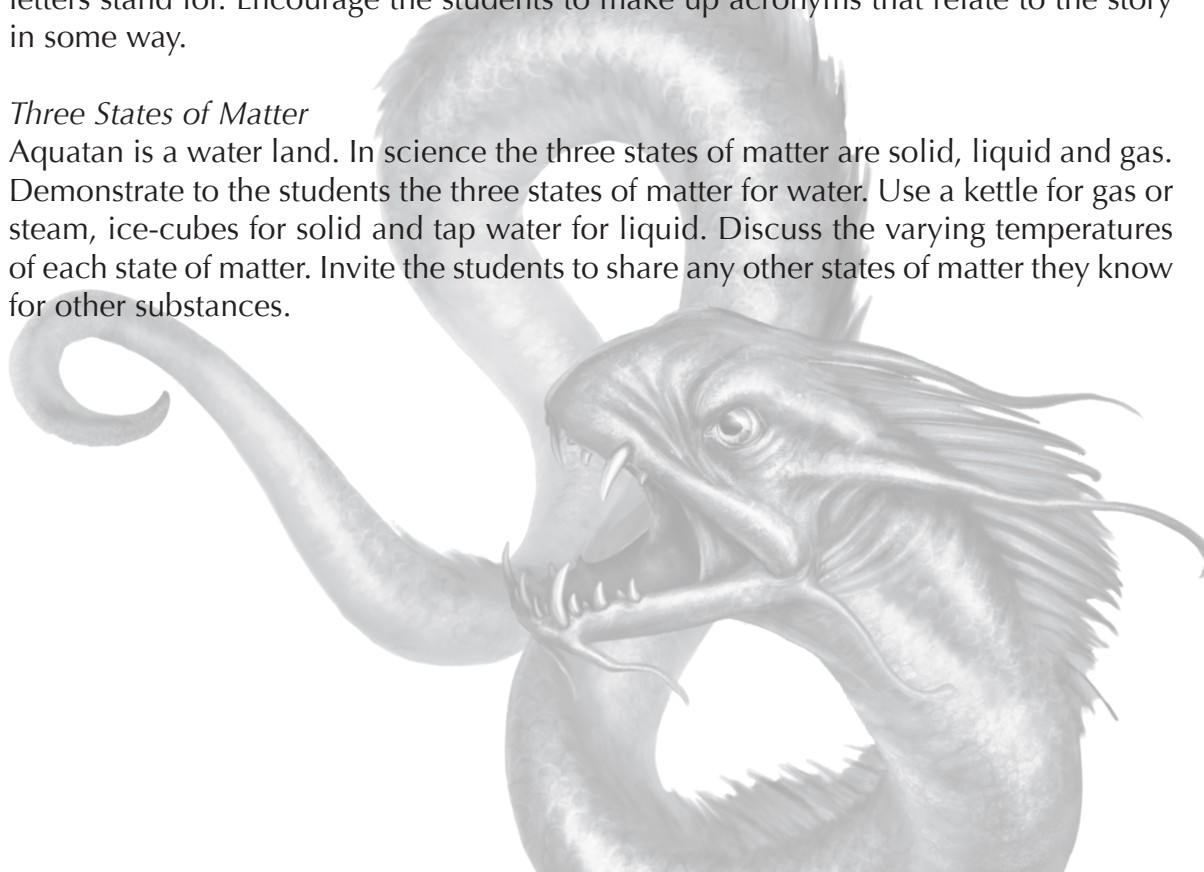 letters stand for. Encourage the students to make up acronyms that relate to the story
in some way.
Three States of Matter
Aquatan is a water land. In science the three states of matter are solid, liquid and gas.
Demonstrate to the students the three states of matter for water. Use a kettle for gas or
steam, ice-cubes for solid and tap water for liquid. Discuss the varying temperatures
of each state of matter. Invite the students to share any other states of matter they know
for other substances.